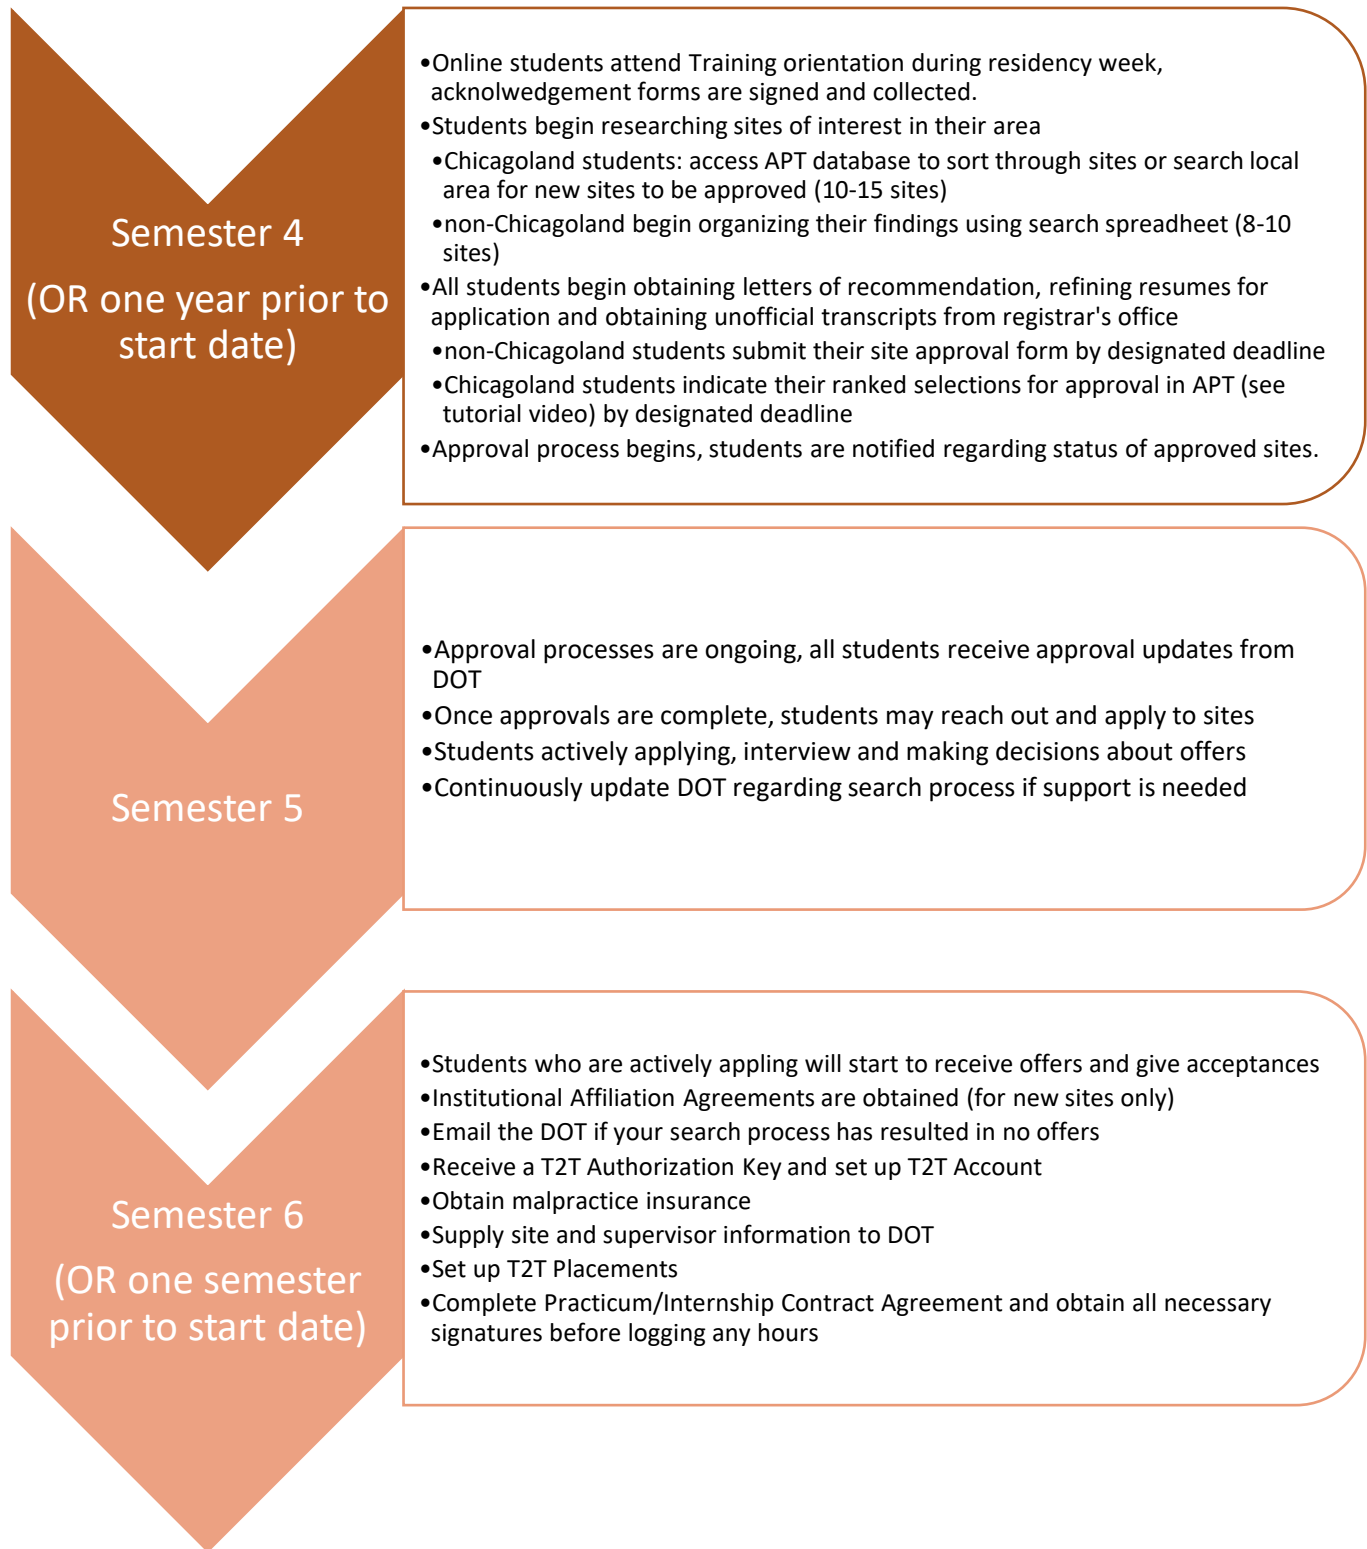 Semester 4
(OR one year prior to
start date)
•Online students attend Training orientation during residency week,
acknolwedgement forms are signed and collected.
•Students begin researching sites of interest in their area
•Chicagoland students: access APT database to sort through sites or search local
area for new sites to be approved (10-15 sites)
•non-Chicagoland begin organizing their findings using search spreadheet (8-10
sites)
•All students begin obtaining letters of recommendation, refining resumes for
application and obtaining unofficial transcripts from registrar's office
•non-Chicagoland students submit their site approval form by designated deadline
•Chicagoland students indicate their ranked selections for approval in APT (see
tutorial video) by designated deadline
•Approval process begins, students are notified regarding status of approved sites.
Semester 5
•Approval processes are ongoing, all students receive approval updates from
DOT
•Once approvals are complete, students may reach out and apply to sites
•Students actively applying, interview and making decisions about offers
•Continuously update DOT regarding search process if support is needed
Semester 6
(OR one semester
prior to start date)
•Students who are actively appling will start to receive offers and give acceptances
•Institutional Affiliation Agreements are obtained (for new sites only)
•Email the DOT if your search process has resulted in no offers
•Receive a T2T Authorization Key and set up T2T Account
•Obtain malpractice insurance
•Supply site and supervisor information to DOT
•Set up T2T Placements
•Complete Practicum/Internship Contract Agreement and obtain all necessary
signatures before logging any hours